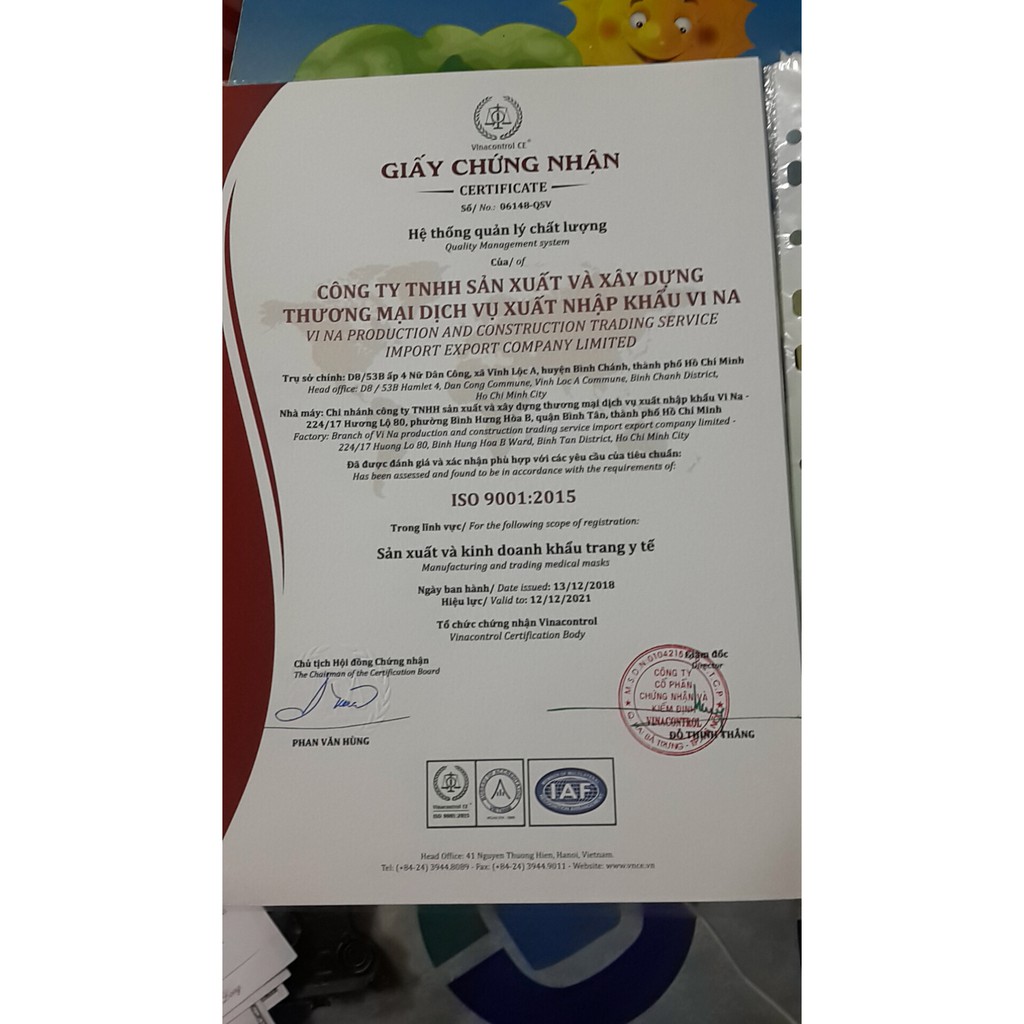 Vinacontrol CE®
GIẤY CHỨNG NHẬN
CERTIFICATE
Số/ No.: 06148-QSV
Hệ thống quản lý chất lượng
Quality Management system
Của/ of
CÔNG TY TNHH SẢN XUẤT VÀ XÂY DỰNG
THƯƠNG MẠI DỊCH VỤ XUẤT NHẬP KHẨU VI NA
VI NA PRODUCTION AND CONSTRUCTION TRADING SERVICE
IMPORT EXPORT COMPANY LIMITED
Trụ sở chính: D8/53B ấp 4 Nữ Dân Công, xã Vĩnh Lộc A, huyện Bình Chánh, thành phố Hồ Chí Minh
Head office: D8 / 53B Hamlet 4, Dan Cong Commune, Vinh Loc A Commune, Binh Chanh District,
Ho Chi Minh City
Nhà máy: Chi nhánh công ty TNHH sản xuất và xây dựng thương mại dịch vụ xuất nhập khẩu Vi Na -
224/17 Hương Lộ 80, phường Bình Hưng Hòa B, quận Bình Tân, thành phố Hồ Chí Minh
Factory: Branch of Vi Na production and construction trading service import export company limited -
224/17 Huong Lo 80, Binh Hung Hoa B Ward, Binh Tan District, Ho Chi Minh City
Đã được đánh giá và xác nhận phù hợp với các yêu cầu của tiêu chuẩn:
Has been assessed and found to be in accordance with the requirements of:
ISO 9001:2015
Trong lĩnh vực/ For the following scope of registration:
Sản xuất và kinh doanh khẩu trang y tế
Manufacturing and trading medical masks
Ngày ban hành/ Date issued: 13/12/2018
Hiệu lực/ Valid to: 12/12/2021
Tổ chức chứng nhận Vinacontrol
Vinacontrol Certification Body
Chủ tịch Hội đồng Chứng nhận
The Chairman of the Certification Board
PHAN VĂN HÙNG
Giám đốc
Director
CÔNG TY
CỔ PHẦN
CHỨNG NHẬN VÀ
KIỂM ĐỊNH
VINACONTROL
ĐỖ THỊNH THẮNG
Vinacontrol CE®
ISO 9001:2015
IAF
Head Office: 41 Nguyen Thuong Hien, Hanoi, Vietnam
Tel: (+84-24) 3944.8089 - Fax: (+84-24) 3944.9011 - Website: www.vnce.vn